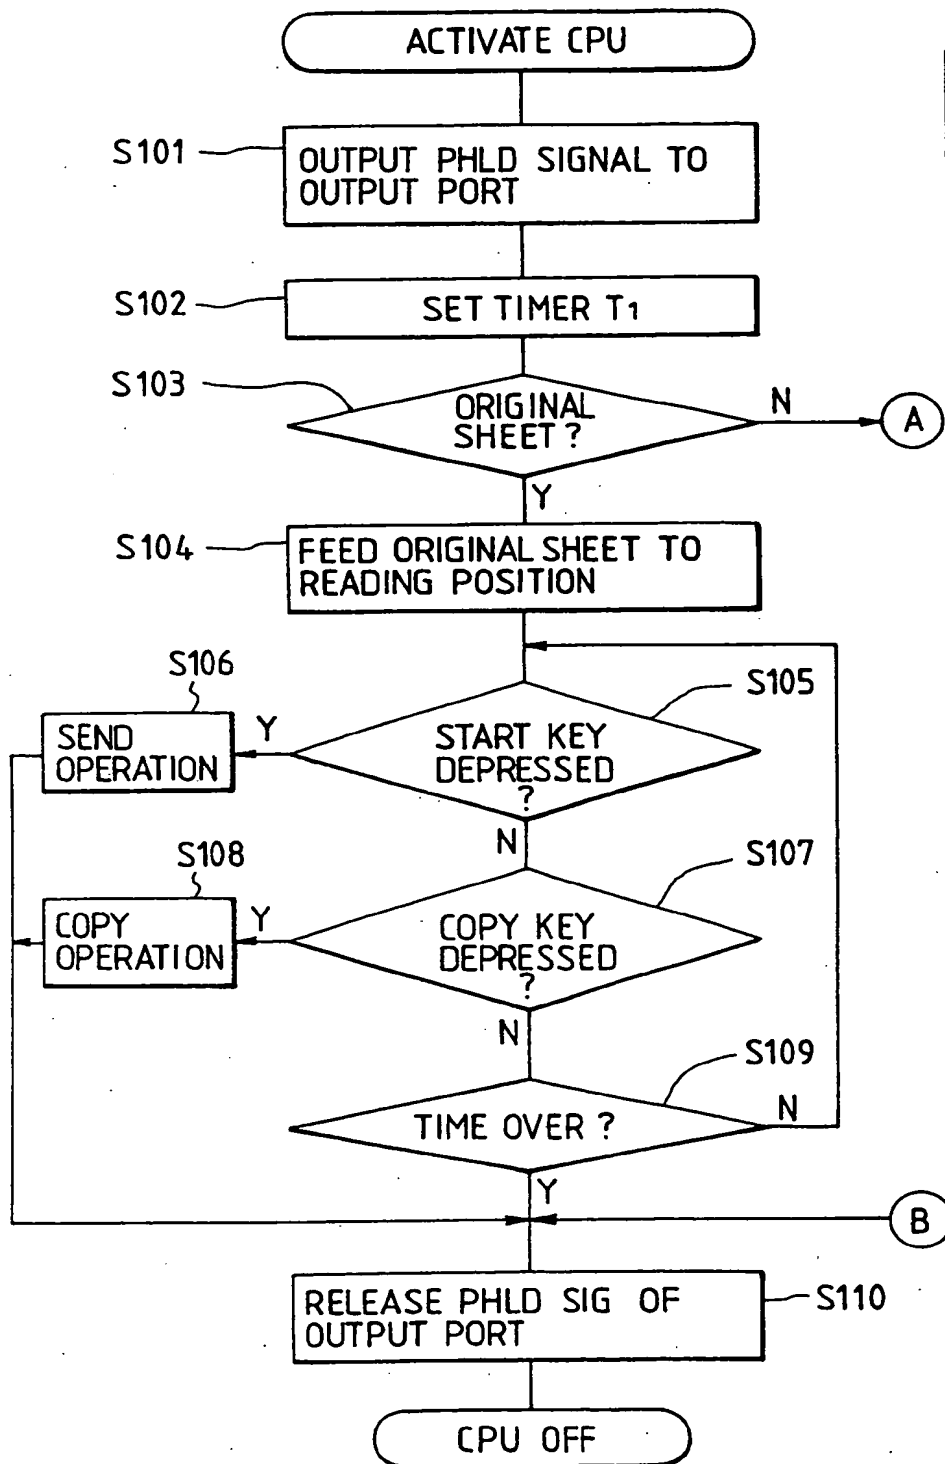 ACTIVATE CPU
S101
OUTPUT PHLD SIGNAL TO
OUTPUT PORT
S102
SET TIMER T1
S103
ORIGINAL
SHEET?
N
A
Y
S104
FEED ORIGINAL SHEET TO
READING POSITION
S106
S105
SEND
OPERATION
Y
START KEY
DEPRESSED
?
N
S108
S107
COPY
OPERATION
Y
COPY KEY
DEPRESSED
?
N
S109
TIME OVER ?
N
Y
B
RELEASE PHLD SIG OF
OUTPUT PORT
S110
CPU OFF